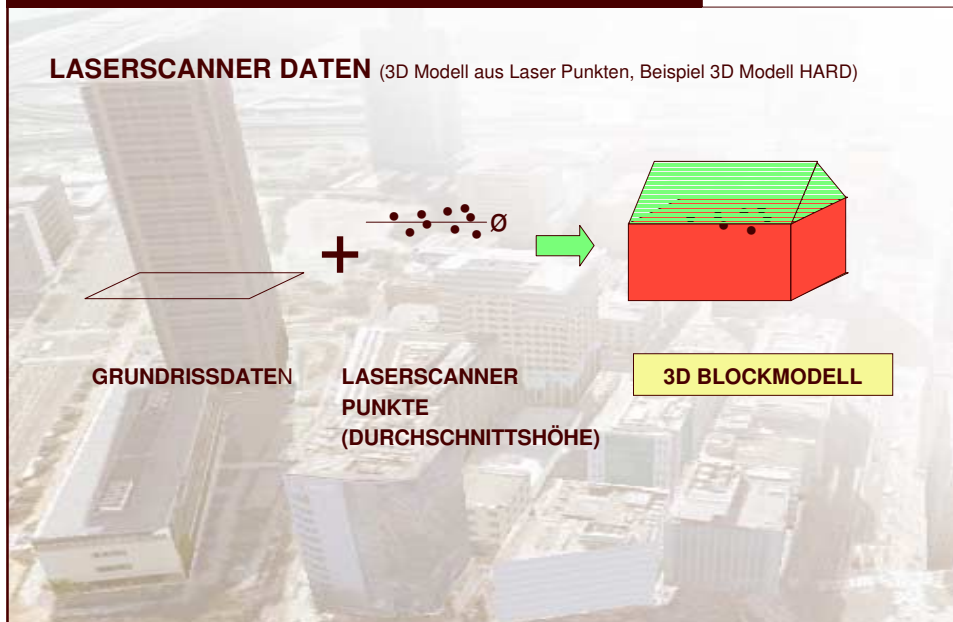 LASERSCANNER DATEN (3D Modell aus Laser Punkten, Beispiel 3D Modell HARD)
Ø
GRUNDRISSDATEN
LASERSCANNER
PUNKTE
(DURCHSCHNITTSHÖHE)
3D BLOCKMODELL